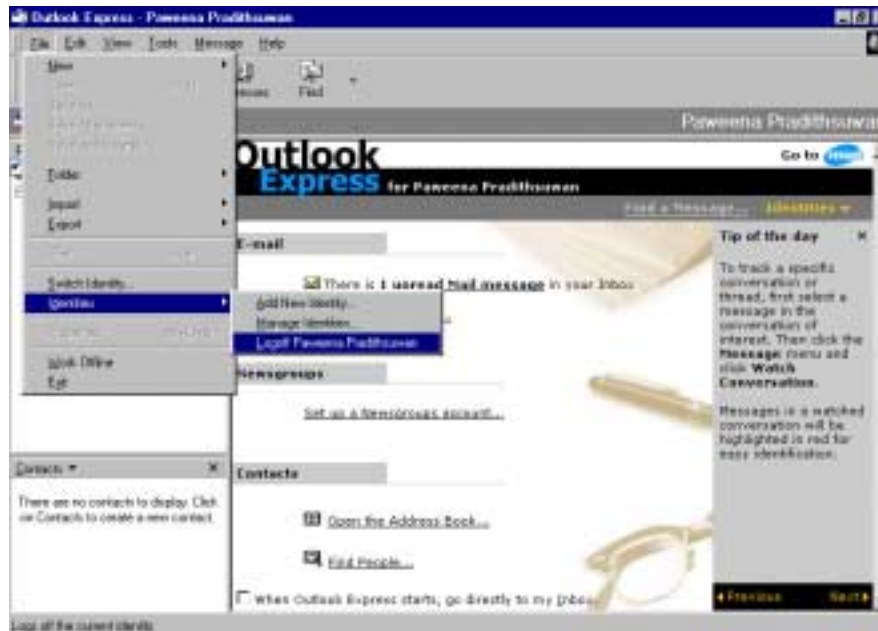 Outlook Express - Paweena Pradithsuwan
File Edit View Tools Message Help
New
Folder
Import
Export
Switch Identity...
Identities
Work Offline
Exit
Add New Identity...
Manage Identities...
Logoff Paweena Pradithsuwan
Find
Paweena Pradithsuwan
Go to msn
Outlook
Express for Paweena Pradithsuwan
Find a Message... Identities
E-mail
There is 1 unread Mail message in your Inbox
Newsgroups
Set up a Newsgroups account...
Contacts
Open the Address Book...
Find People...
When Outlook Express starts, go directly to my Inbox.
Tip of the day
To track a specific
conversation or
thread, first select a
message in the
conversation of
interest. Then click the
Message menu and
click Watch
Conversation.
Messages in a watched
conversation will be
highlighted in red for
easy identification.
Previous Next
Contacts
There are no contacts to display. Click
on Contacts to create a new contact.
Logs off the current identity.